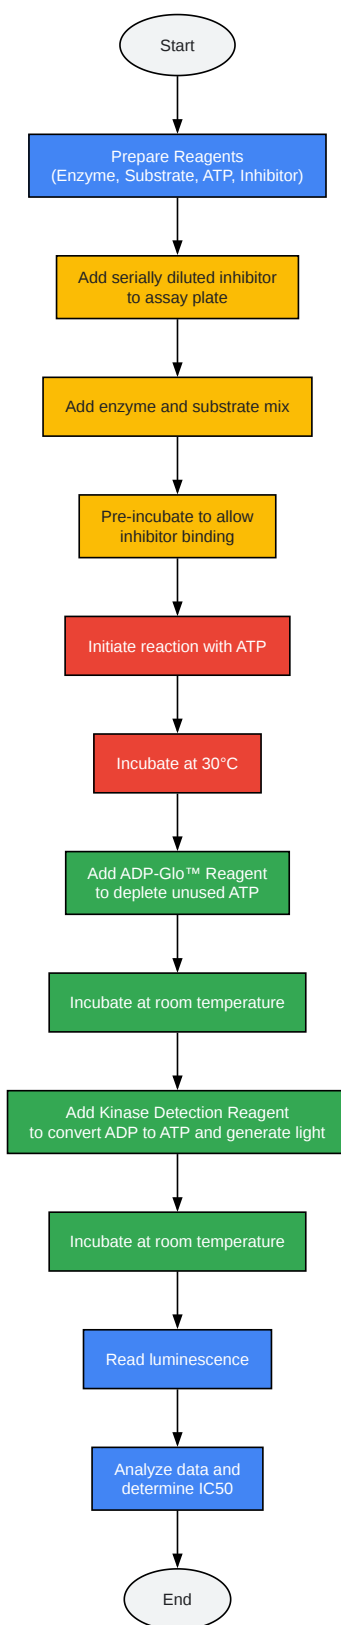 Start
Prepare Reagents
(Enzyme, Substrate, ATP, Inhibitor)
Add serially diluted inhibitor
to assay plate
Add enzyme and substrate mix
Pre-incubate to allow
inhibitor binding
Initiate reaction with ATP
Incubate at 30°C
Add ADP-Glo™ Reagent
to deplete unused ATP
Incubate at room temperature
Add Kinase Detection Reagent
to convert ADP to ATP and generate light
Incubate at room temperature
Read luminescence
Analyze data and
determine IC50
End